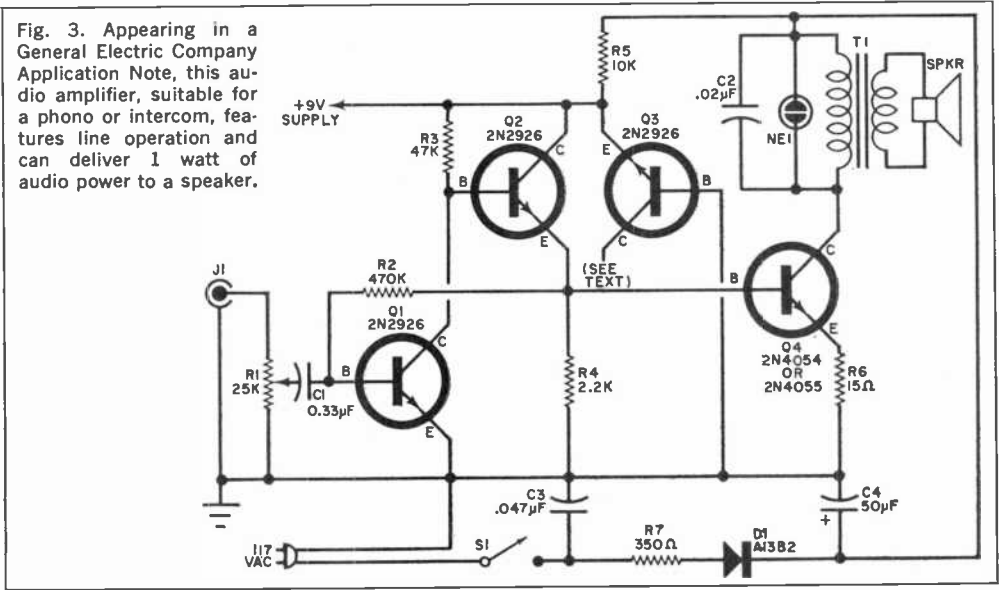 Fig. 3. Appearing in a
General Electric Company
Application Note, this au-
dio amplifier, suitable for
a phono or intercom, fea-
tures line operation and
can deliver 1 watt of
audio power to a speaker.
+9V
SUPPLY
R3
47K
Q2
2N2926
B
C
E
R5
10K
Q3
2N2926
E
B
C
(SEE
TEXT)
C2
.02µF
NE1
T1
SPKR
J1
R1
25K
C1
0.33µF
R2
470K
Q1
2N2926
B
C
E
R4
2.2K
B
C
E
Q4
2N4054
OR
2N4055
R6
15Ω
C3
.047µF
C4
50µF
+
117
VAC
S1
R7
350Ω
D1
A13B2